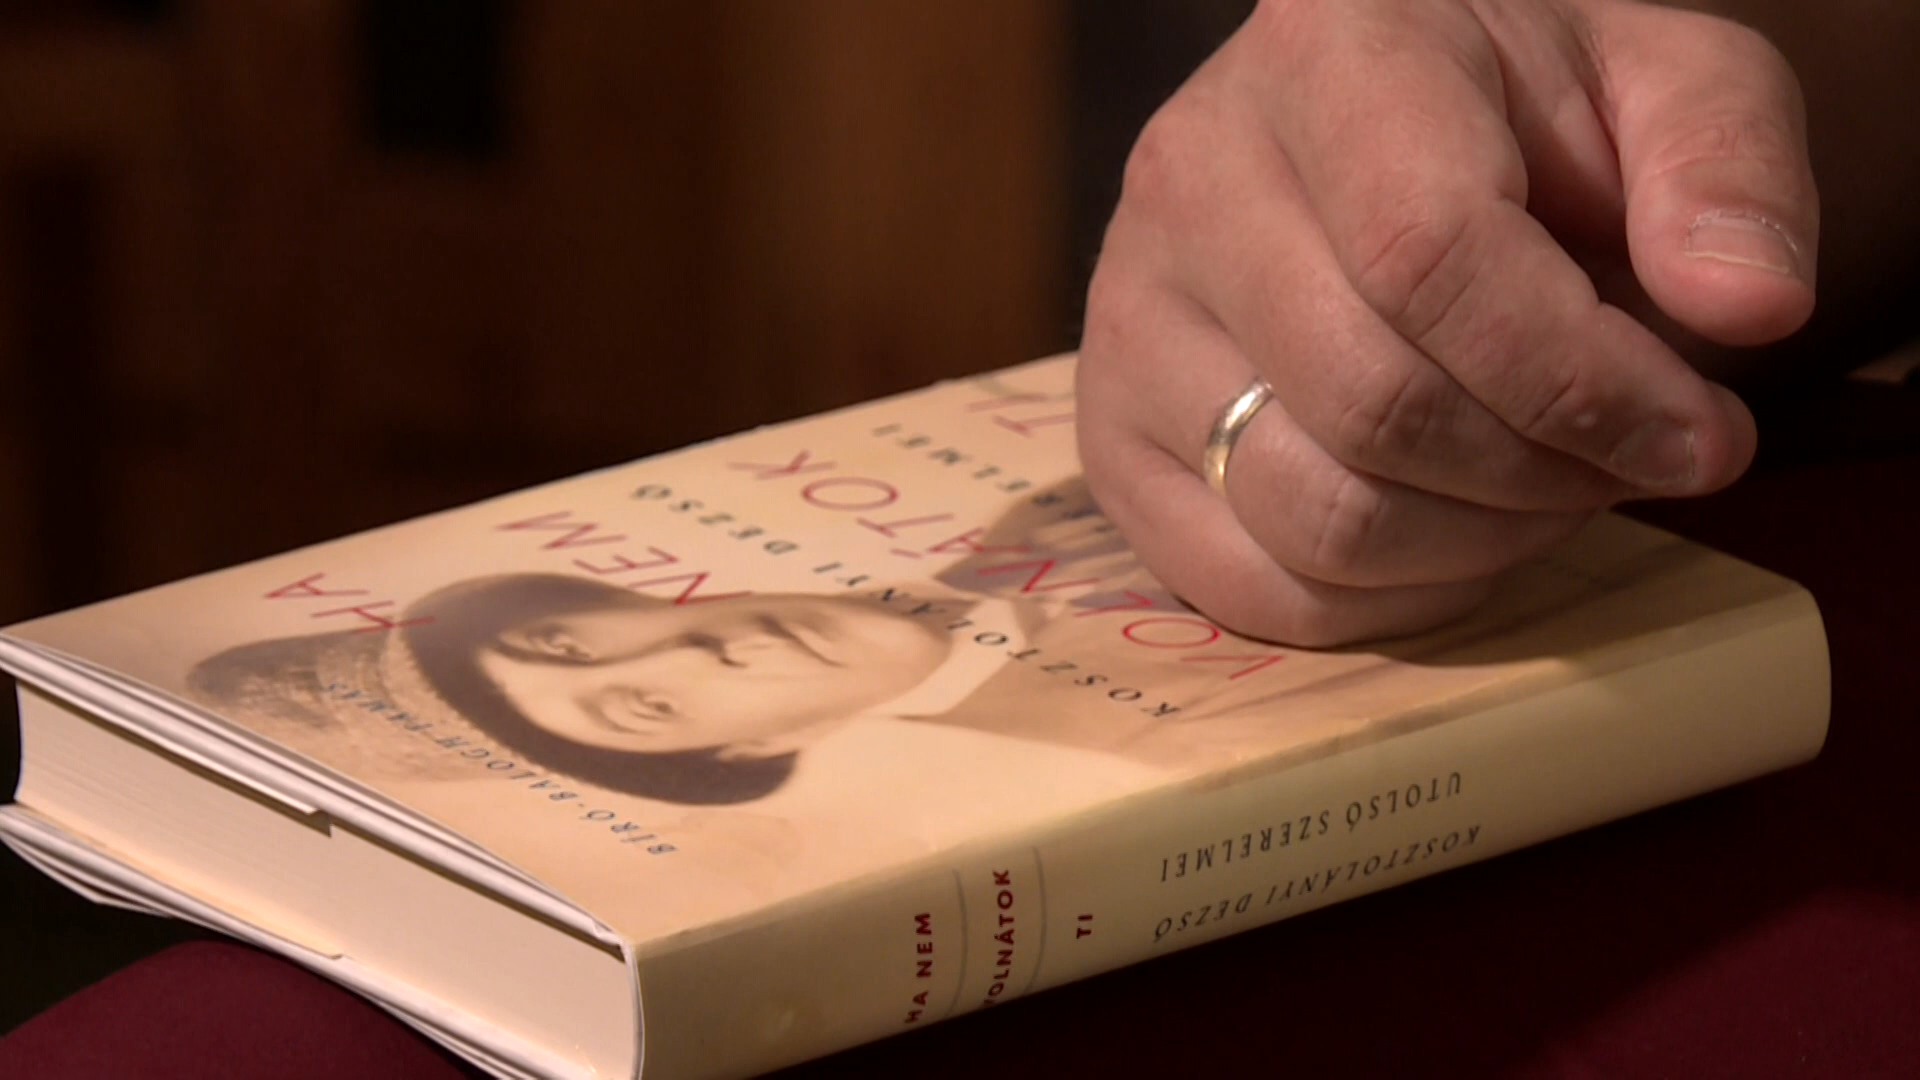 BÍRÓ-BALOGH TAMÁS
HA NEM
VOLNÁTOK
TI
KOSZTOLÁNYI DEZSŐ
HA NEM
VOLNÁTOK
TI
KOSZTOLÁNYI DEZSŐ
UTOLSÓ SZERELMEI